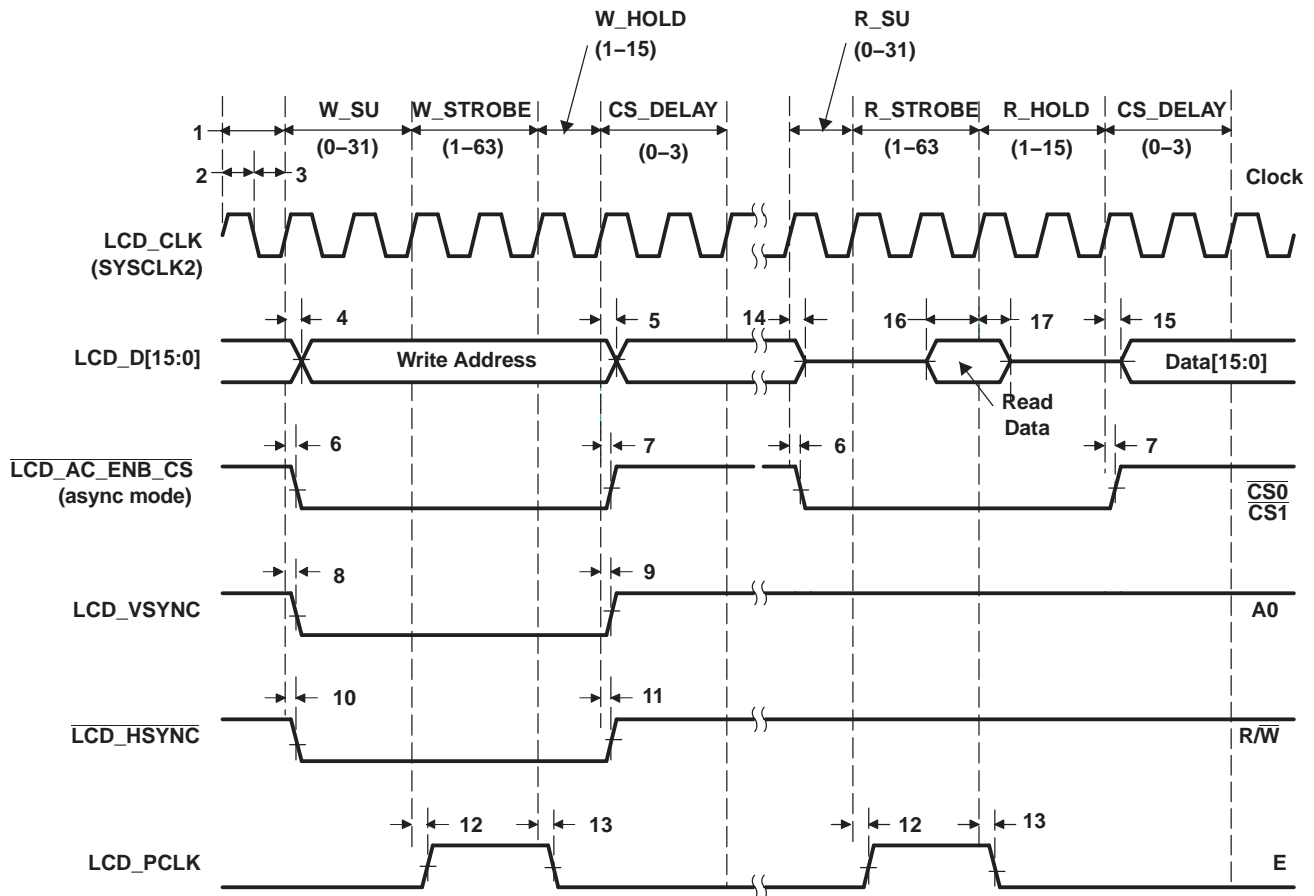 W_HOLD
(1–15)
R_SU
(0–31)
W_SU
W_STROBE
CS_DELAY
R_STROBE
R_HOLD
CS_DELAY
1
(0–31)
(1–63)
(0–3)
(1–63
(1–15)
(0–3)
2
3
Clock
LCD_CLK
(SYSCLK2)
4
5
14
16
17
15
LCD_D[15:0]
Write Address
Data[15:0]
Read
Data
6
7
6
7
LCD_AC_ENB_CS
(async mode)
CS0
CS1
8
9
LCD_VSYNC
A0
10
11
LCD_HSYNC
R/W
12
13
12
13
LCD_PCLK
E